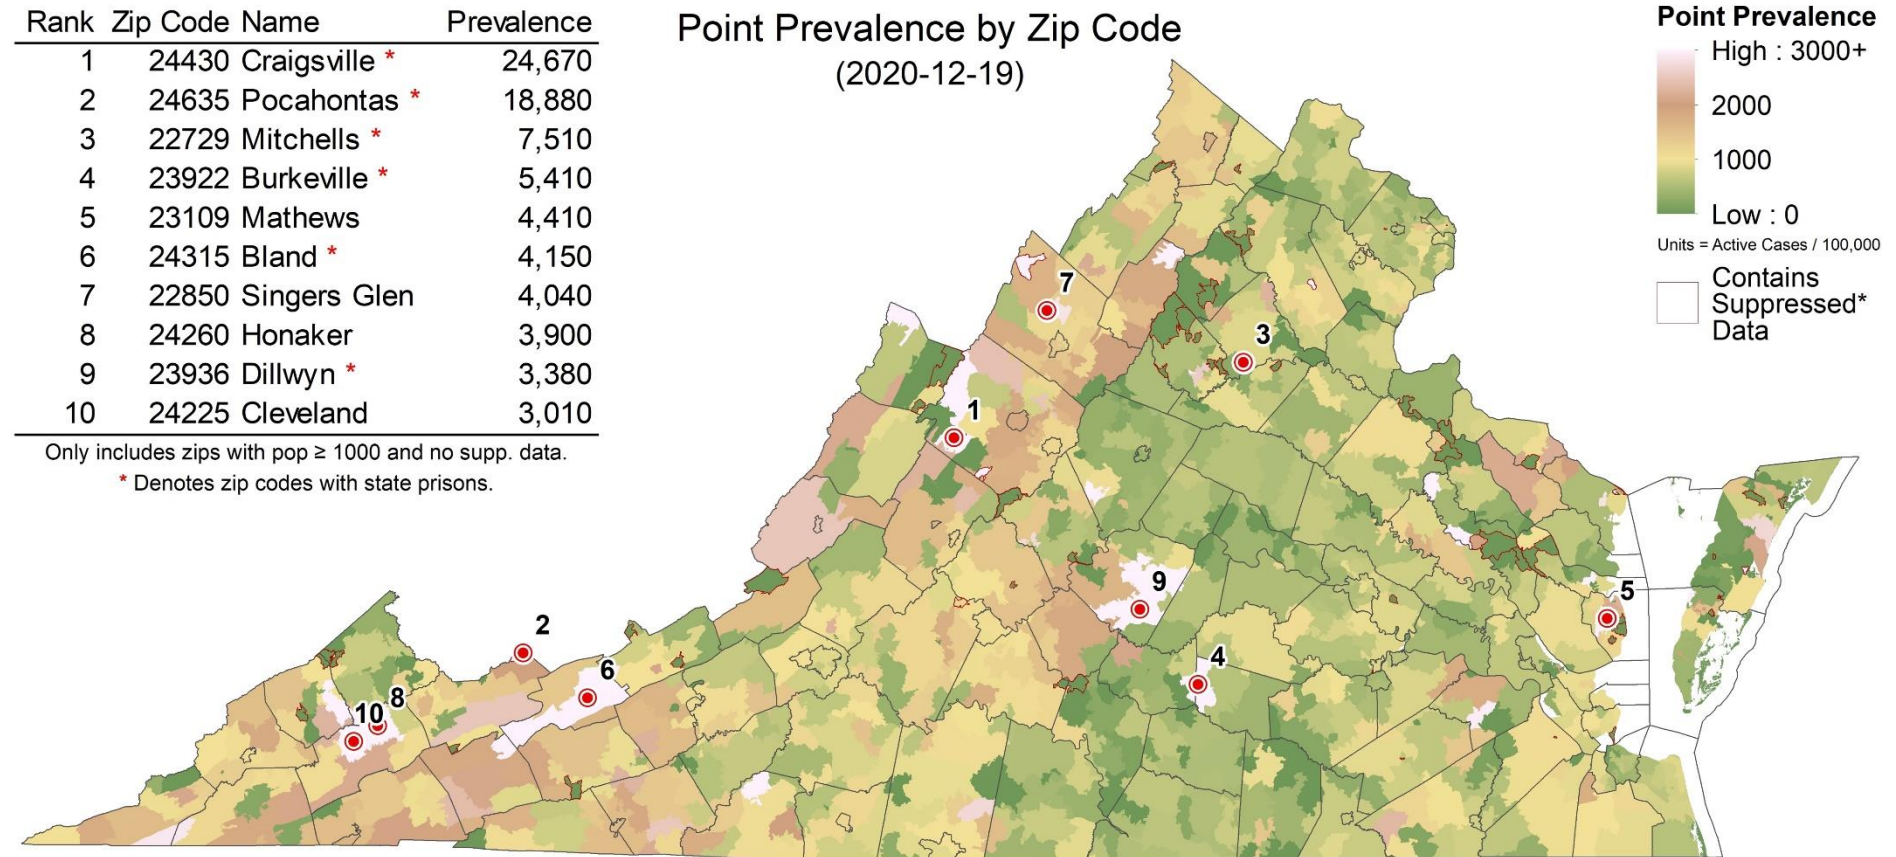 Rank Zip Code Name Prevalence
1 24430 Craigsville * 24,670
2 24635 Pocahontas * 18,880
3 22729 Mitchells * 7,510
4 23922 Burkeville * 5,410
5 23109 Mathews 4,410
6 24315 Bland * 4,150
7 22850 Singers Glen 4,040
8 24260 Honaker 3,900
9 23936 Dillwyn * 3,380
10 24225 Cleveland 3,010
Only includes zips with pop ≥ 1000 and no supp. data.
* Denotes zip codes with state prisons.
Point Prevalence by Zip Code
(2020-12-19)
Point Prevalence
High : 3000+
2000
1000
Low : 0
Units = Active Cases / 100,000
Contains
Suppressed*
Data
7
3
1
9
5
2
4
6
8
10